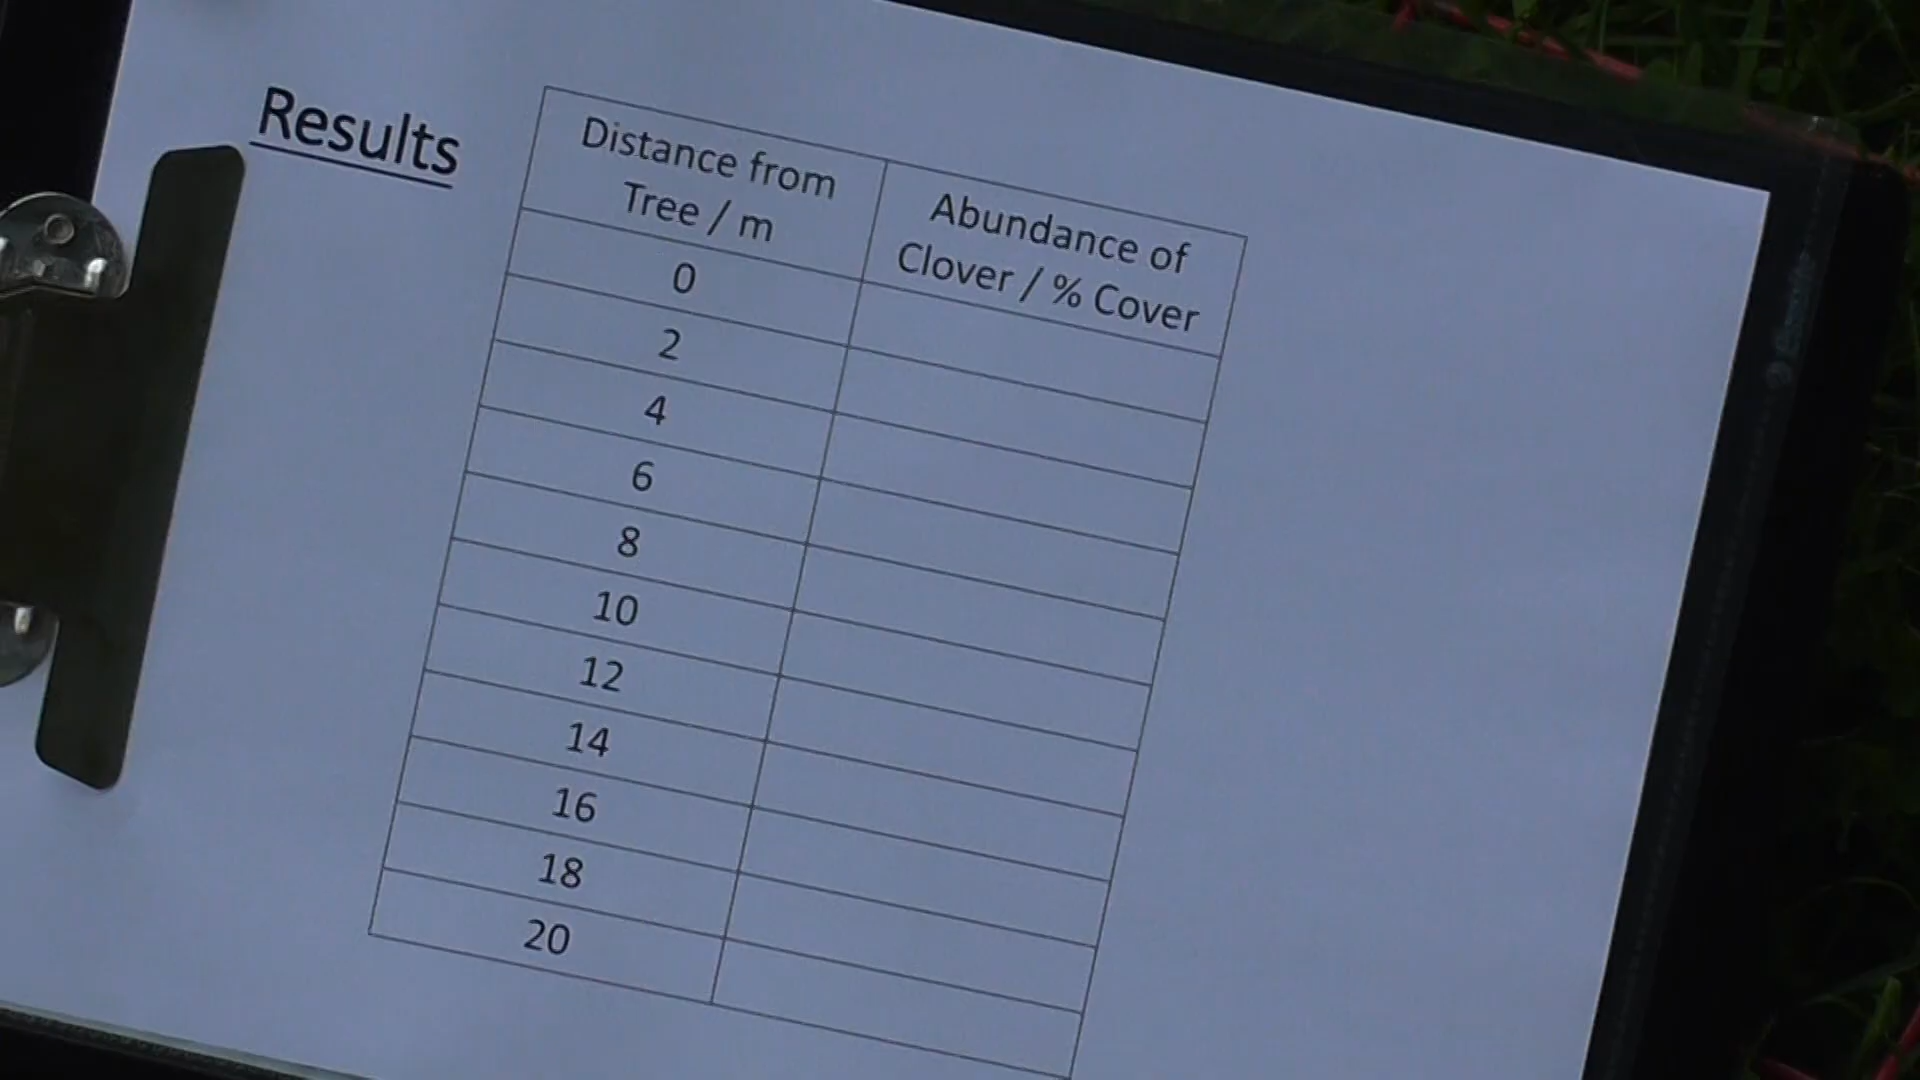 Results
Distance from
Tree / m
Abundance of
Clover / % Cover
0
2
4
6
8
10
12
14
16
18
20